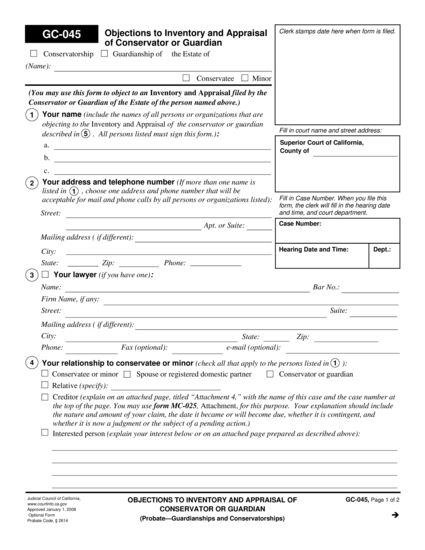 GC-045
Objections to Inventory and Appraisal
of Conservator or Guardian
Clerk stamps date here when form is filed.
Conservatorship Guardianship of the Estate of
(Name):
Conservatee Minor
(You may use this form to object to an Inventory and Appraisal filed by the
Conservator or Guardian of the Estate of the person named above.)
1 Your name (include the names of all persons or organizations that are
objecting to the Inventory and Appraisal of the conservator or guardian
described in 5 . All persons listed must sign this form.):
a.
b.
c.
Fill in court name and street address:
Superior Court of California,
County of
2 Your address and telephone number (If more than one name is
listed in 1 , choose one address and phone number that will be
acceptable for mail and phone calls by all persons or organizations listed):
Street:
Apt. or Suite:
Mailing address ( if different):
City:
State: Zip: Phone:
Fill in Case Number. When you file this
form, the clerk will fill in the hearing date
and time, and court department.
Case Number:
Hearing Date and Time: Dept.:
3 Your lawyer (if you have one):
Name: Bar No.:
Firm Name, if any:
Street: Suite:
Mailing address ( if different):
City: State: Zip:
Phone: Fax (optional): e-mail (optional):
4 Your relationship to conservatee or minor (check all that apply to the persons listed in 1 ):
Conservatee or minor Spouse or registered domestic partner Conservator or guardian
Relative (specify):
Creditor (explain on an attached page, titled "Attachment 4," with the name of this case and the case number at
the top of the page. You may use form MC-025, Attachment, for this purpose. Your explanation should include
the nature and amount of your claim, the date it became or will become due, whether it is contingent, and
whether it is now a judgment or the subject of a pending action.)
Interested person (explain your interest below or on an attached page prepared as described above):
Judicial Council of California,
www.courtinfo.ca.gov
Approved January 1, 2008
Optional Form
Probate Code, § 2614
OBJECTIONS TO INVENTORY AND APPRAISAL OF
CONSERVATOR OR GUARDIAN
(Probate—Guardianships and Conservatorships)
GC-045, Page 1 of 2